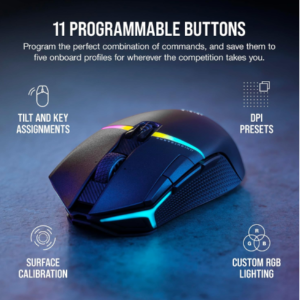 11 PROGRAMMABLE BUTTONS
Program the perfect combination of commands, and save them to
five onboard profiles for wherever the competition takes you.
TILT AND KEY
ASSIGNMENTS
DPI
PRESETS
SURFACE
CALIBRATION
R
G B
CUSTOM RGB
LIGHTING